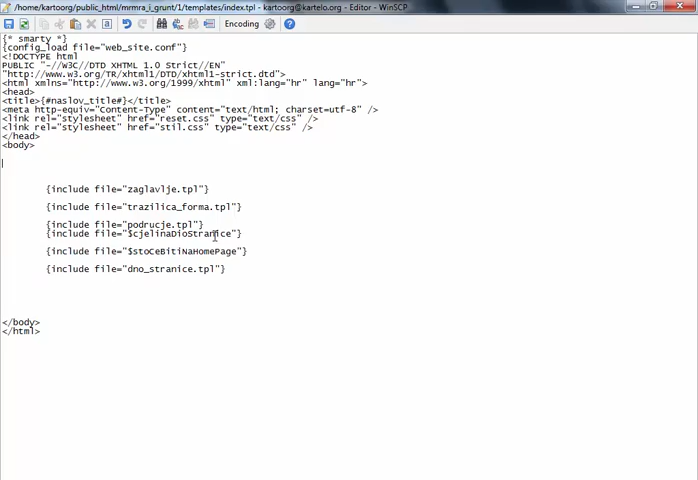 /home/kartoorg/public_html/mrmra_i_grunt/1/templates/index.tpl - kartoorg@kartelo.org - Editor - WinSCP
Encoding
{* smarty *}
{config_load file="web_site.conf"}
<!DOCTYPE html
PUBLIC "-//W3C//DTD XHTML 1.0 Strict//EN"
"http://www.w3.org/TR/xhtml1/DTD/xhtml1-strict.dtd">
<html xmlns="http://www.w3.org/1999/xhtml" xml:lang="hr" lang="hr">
<head>
<title>{#naslov_title#}</title>
<meta http-equiv="Content-Type" content="text/html; charset=utf-8" />
<link rel="stylesheet" href="reset.css" type="text/css" />
<link rel="stylesheet" href="stil.css" type="text/css" />
</head>
<body>
{include file="zaglavlje.tpl"}
{include file="trazilica_forma.tpl"}
{include file="podrucje.tpl"}
{include file="$cjelinaDioStranice"}
{include file="$stoCeBitiNaHomePage"}
{include file="dno_stranice.tpl"}
</body>
</html>